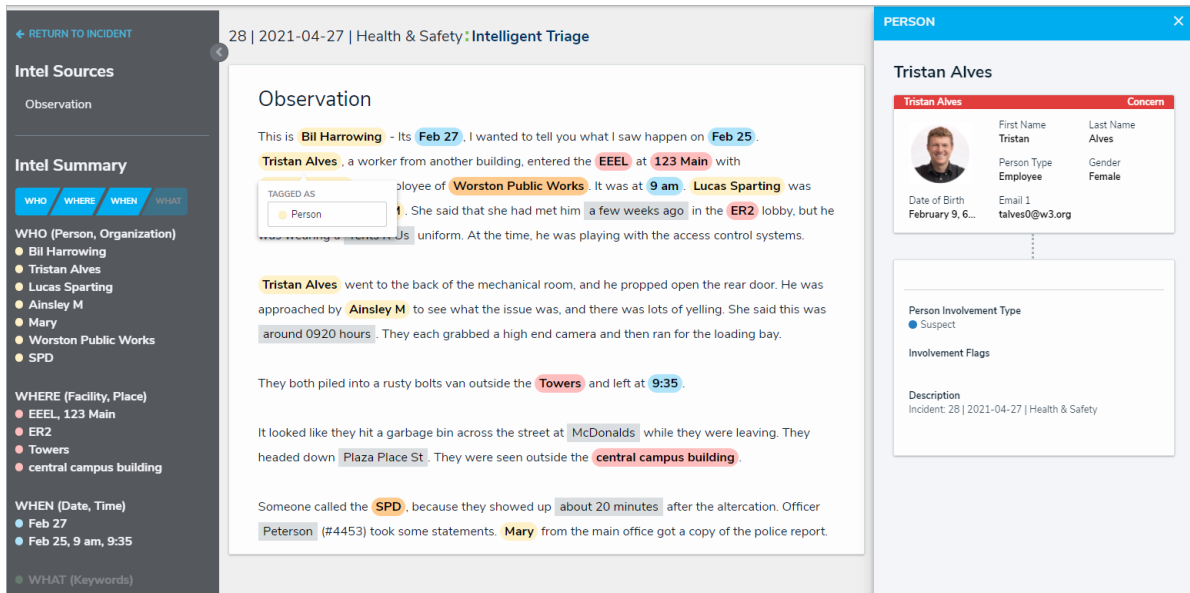 ← RETURN TO INCIDENT
Intel Sources
Observation
Intel Summary
WHO WHERE WHEN WHAT
WHO (Person, Organization)
Bil Harrowing
Tristan Alves
Lucas Sparting
Ainsley M
Mary
Worston Public Works
SPD
WHERE (Facility, Place)
EEEL, 123 Main
ER2
Towers
central campus building
WHEN (Date, Time)
Feb 27
Feb 25, 9 am, 9:35
WHAT (Keywords)
28 | 2021-04-27 | Health & Safety : Intelligent Triage
Observation
This is Bil Harrowing - Its Feb 27 , I wanted to tell you what I saw happen on Feb 25 .
Tristan Alves , a worker from another building, entered the EEEL at 123 Main with
ployee of Worston Public Works . It was at 9 am . Lucas Sparting was
TAGGED AS
Person
. She said that she had met him a few weeks ago in the ER2 lobby, but he
uniform. At the time, he was playing with the access control systems.
Tristan Alves went to the back of the mechanical room, and he propped open the rear door. He was
approached by Ainsley M to see what the issue was, and there was lots of yelling. She said this was
around 0920 hours . They each grabbed a high end camera and then ran for the loading bay.
They both piled into a rusty bolts van outside the Towers and left at 9:35 .
It looked like they hit a garbage bin across the street at McDonalds while they were leaving. They
headed down Plaza Place St . They were seen outside the central campus building .
Someone called the SPD , because they showed up about 20 minutes after the altercation. Officer
Peterson (#4453) took some statements. Mary from the main office got a copy of the police report.
PERSON ×
Tristan Alves
Tristan Alves Concern
First Name Last Name
Tristan Alves
Person Type Gender
Employee Female
Date of Birth Email 1
February 9, 6... talves0@w3.org
Person Involvement Type
Suspect
Involvement Flags
Description
Incident: 28 | 2021-04-27 | Health & Safety